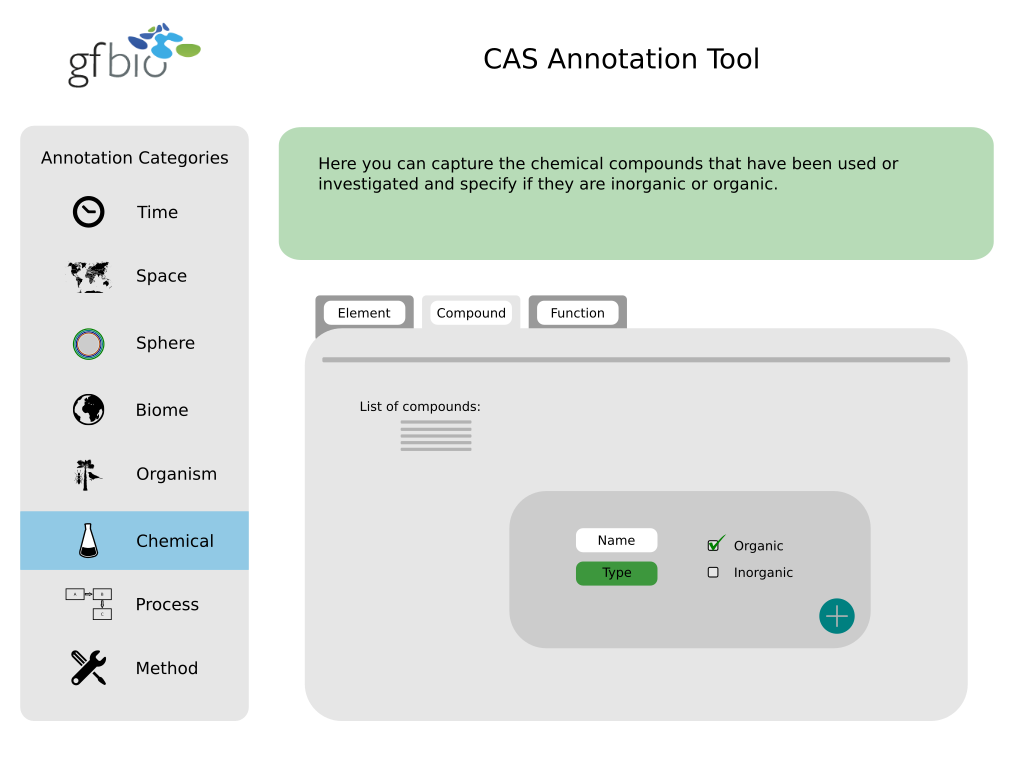 gfbio
CAS Annotation Tool
Annotation Categories
Time
Space
Sphere
Biome
Organism
Chemical
Process
Method
Here you can capture the chemical compounds that have been used or
investigated and specify if they are inorganic or organic.
Element
Compound
Function
List of compounds:
Name
Type
Organic
Inorganic
A
B
C